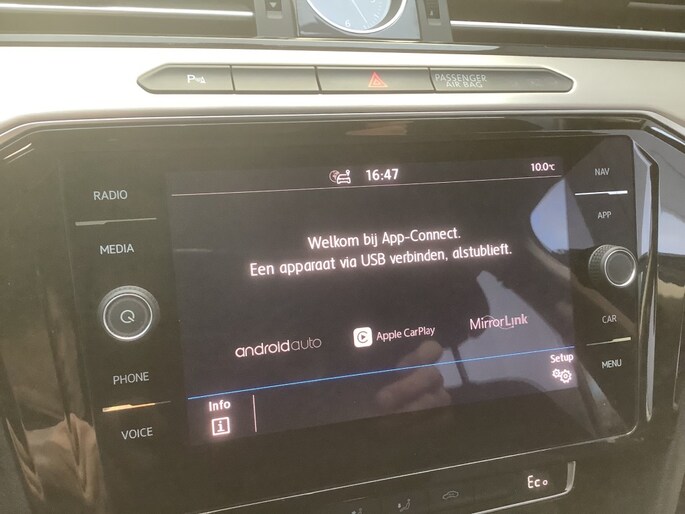 6
P
PASSENGER
AIR BAG
RADIO
MEDIA
PHONE
VOICE
16:47
10.0°C
Welkom bij App-Connect.
Een apparaat via USB verbinden, alstublieft.
androidauto
Apple CarPlay
MirrorLink
Info
i
Setup
NAV
APP
CAR
MENU
Eco